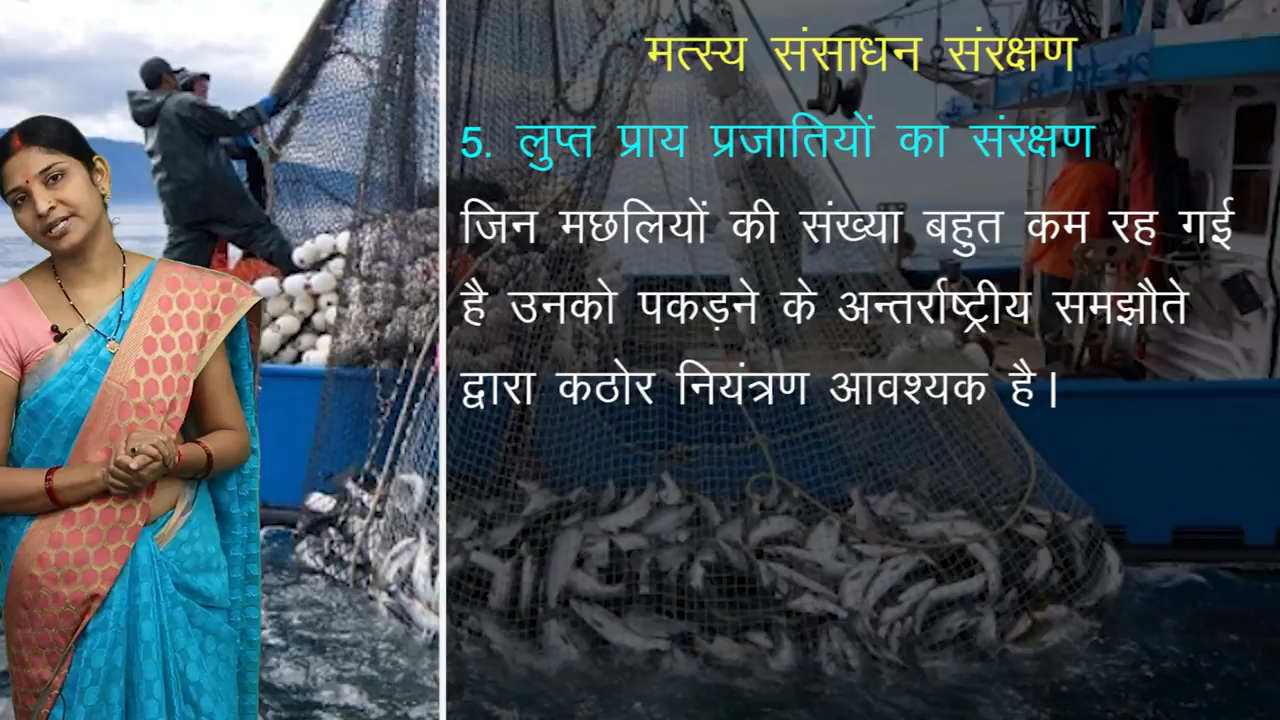 मत्स्य संसाधन संरक्षण
5. लुप्त प्राय प्रजातियों का संरक्षण
जिन मछलियों की संख्या बहुत कम रह गई
है उनको पकड़ने के अन्तर्राष्ट्रीय समझौते
द्वारा कठोर नियंत्रण आवश्यक है।